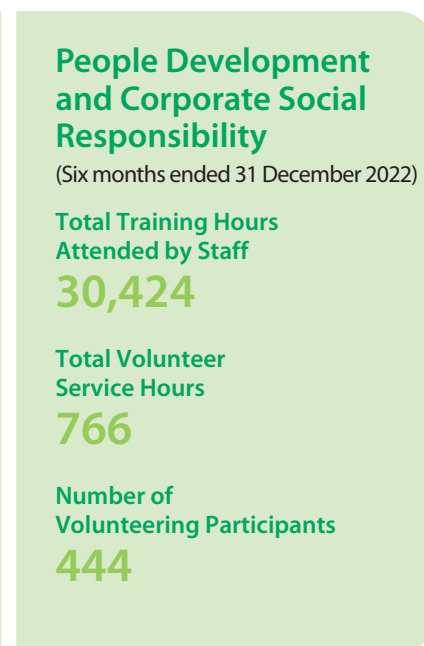 People Development
and Corporate Social
Responsibility
(Six months ended 31 December 2022)
Total Training Hours
Attended by Staff
30,424
Total Volunteer
Service Hours
766
Number of
Volunteering Participants
444